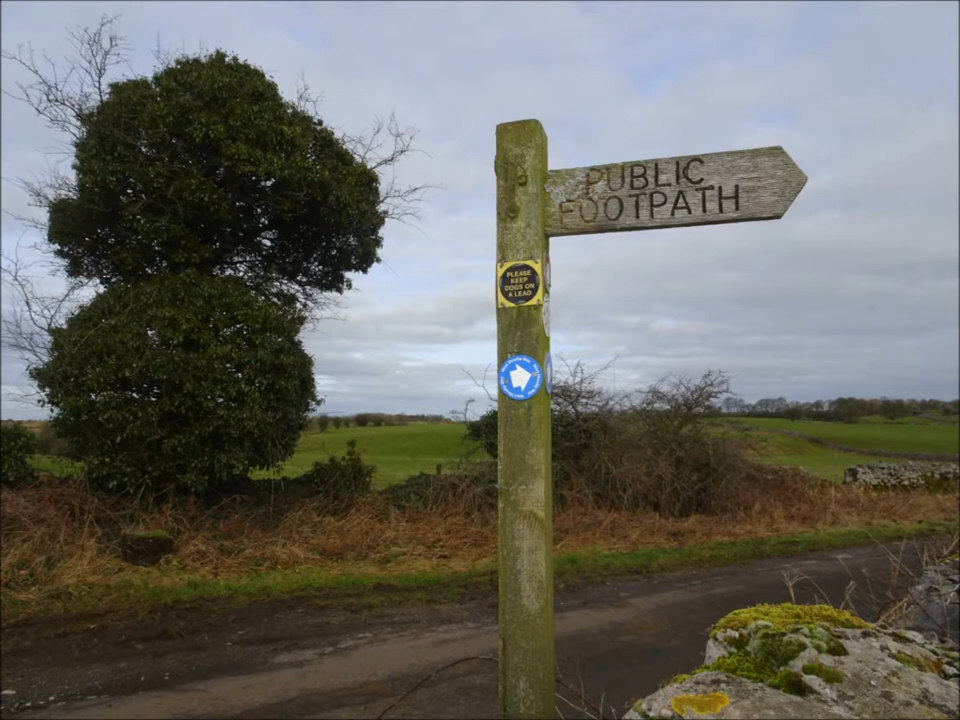 PUBLIC
FOOTPATH
PLEASE
KEEP
DOGS ON
A LEAD